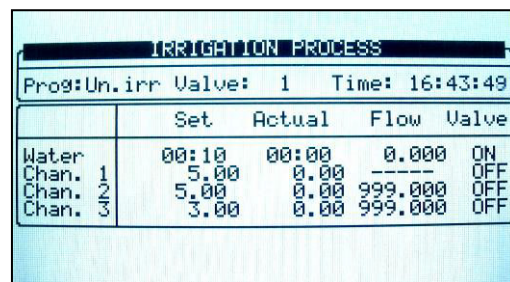 IRRIGATION PROCESS
Prog:Un.irr Valve: 1 Time: 16:43:49
Set Actual Flow Valve
Water 00:10 00:00 0.000 ON
Chan. 1 5.00 0.00 ----- OFF
Chan. 2 5.00 0.00 999.000 OFF
Chan. 3 3.00 0.00 999.000 OFF